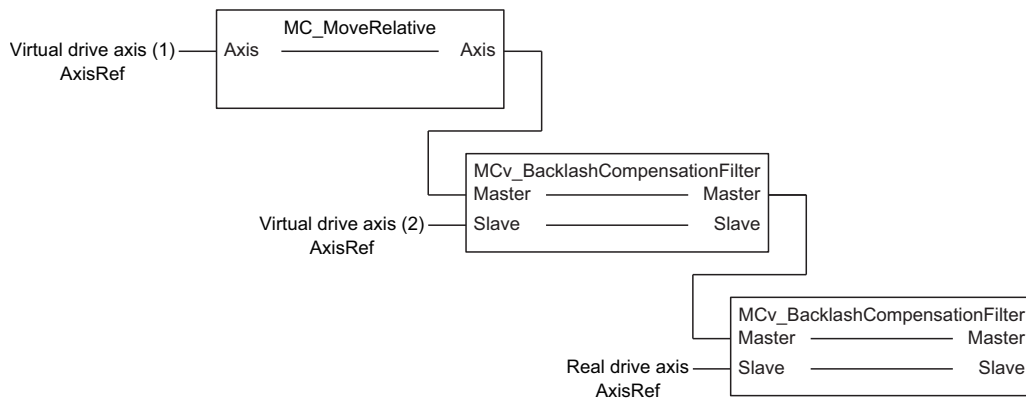 MC_MoveRelative
Virtual drive axis (1)
AxisRef
Axis Axis
MCv_BacklashCompensationFilter
Master Master
Virtual drive axis (2)
AxisRef
Slave Slave
MCv_BacklashCompensationFilter
Master Master
Real drive axis
AxisRef
Slave Slave